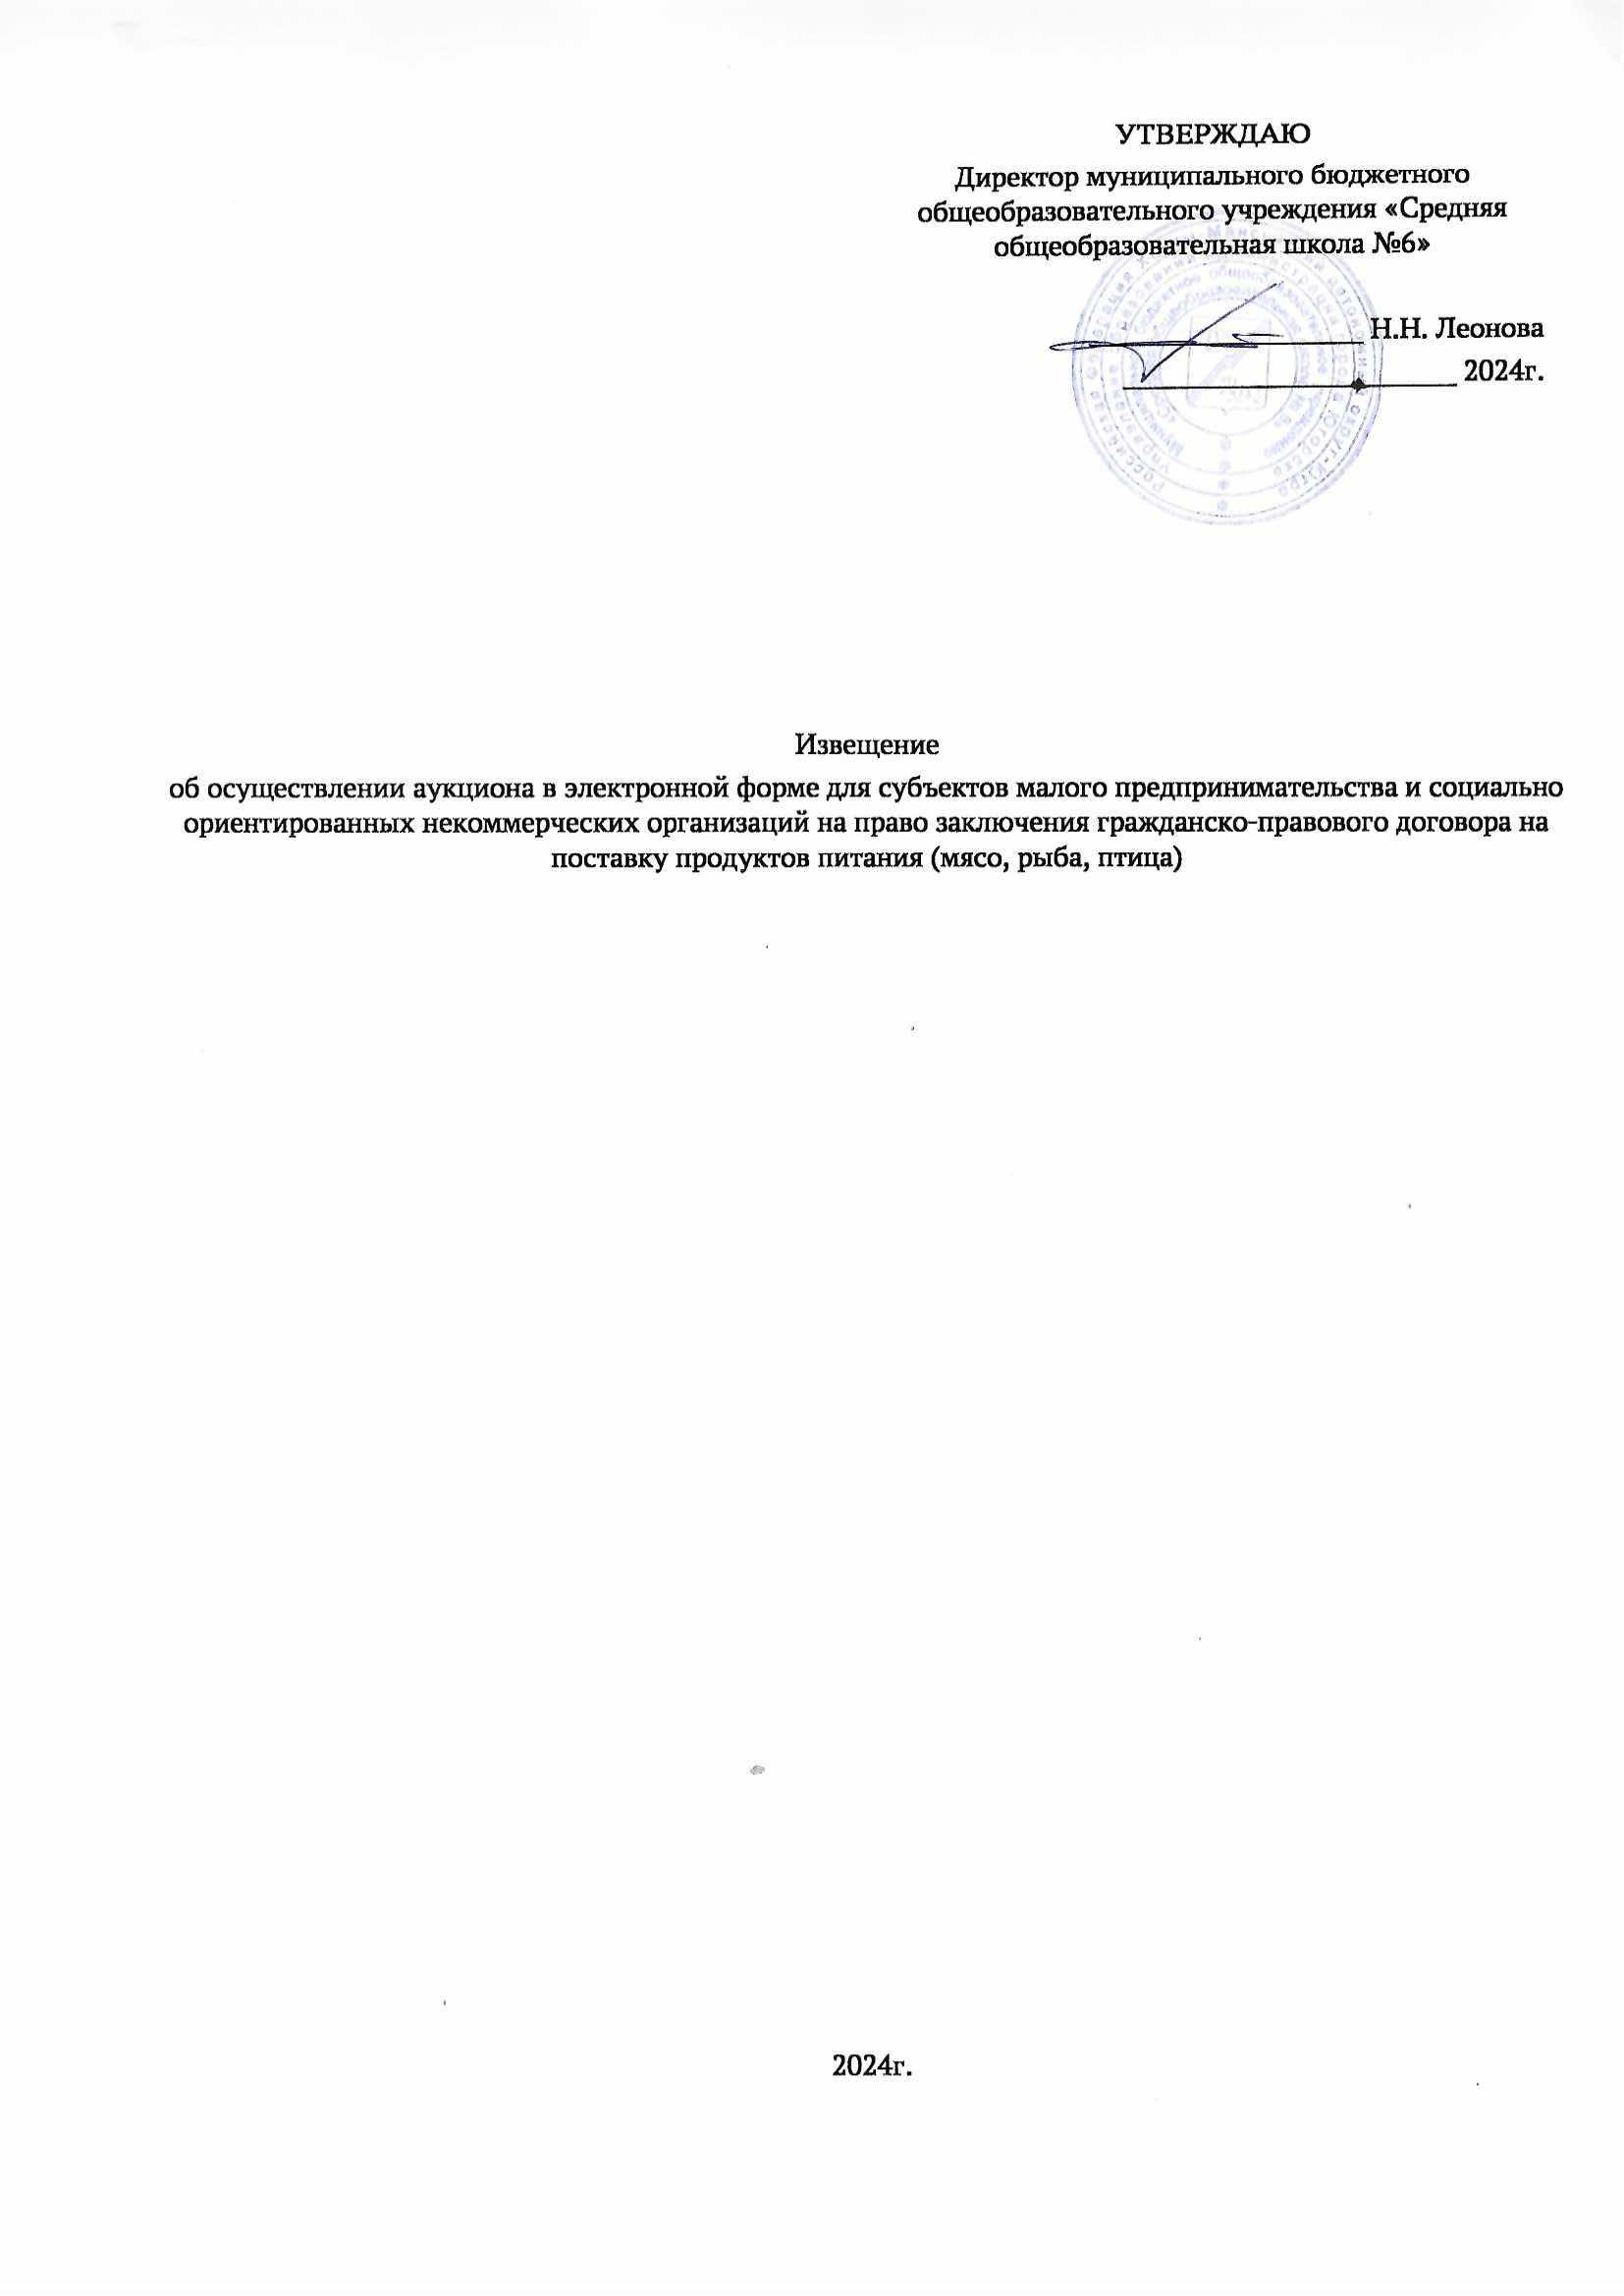 УТВЕРЖДАЮ
Директор муниципального бюджетного
общеобразовательного учреждения «Средняя
общеобразовательная школа №6»
Н.Н. Леонова
2024г.
Извещение
об осуществлении аукциона в электронной форме для субъектов малого предпринимательства и социально
ориентированных некоммерческих организаций на право заключения гражданско-правового договора на
поставку продуктов питания (мясо, рыба, птица)
2024г.